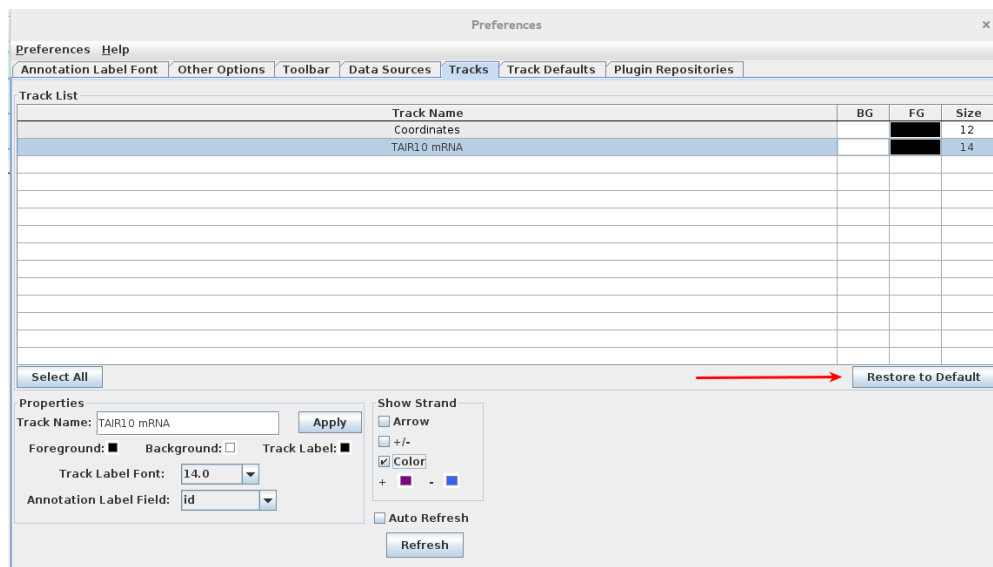 Preferences ×
Preferences Help
Annotation Label Font Other Options Toolbar Data Sources Tracks Track Defaults Plugin Repositories
Track List
Track Name BG FG Size
Coordinates 12
TAIR10 mRNA 14
Select All Restore to Default
Properties Show Strand
Track Name: TAIR10 mRNA Apply Arrow
Foreground: Background: Track Label: +/-
Track Label Font: 14.0 Color
+ -
Annotation Label Field: id
Auto Refresh
Refresh